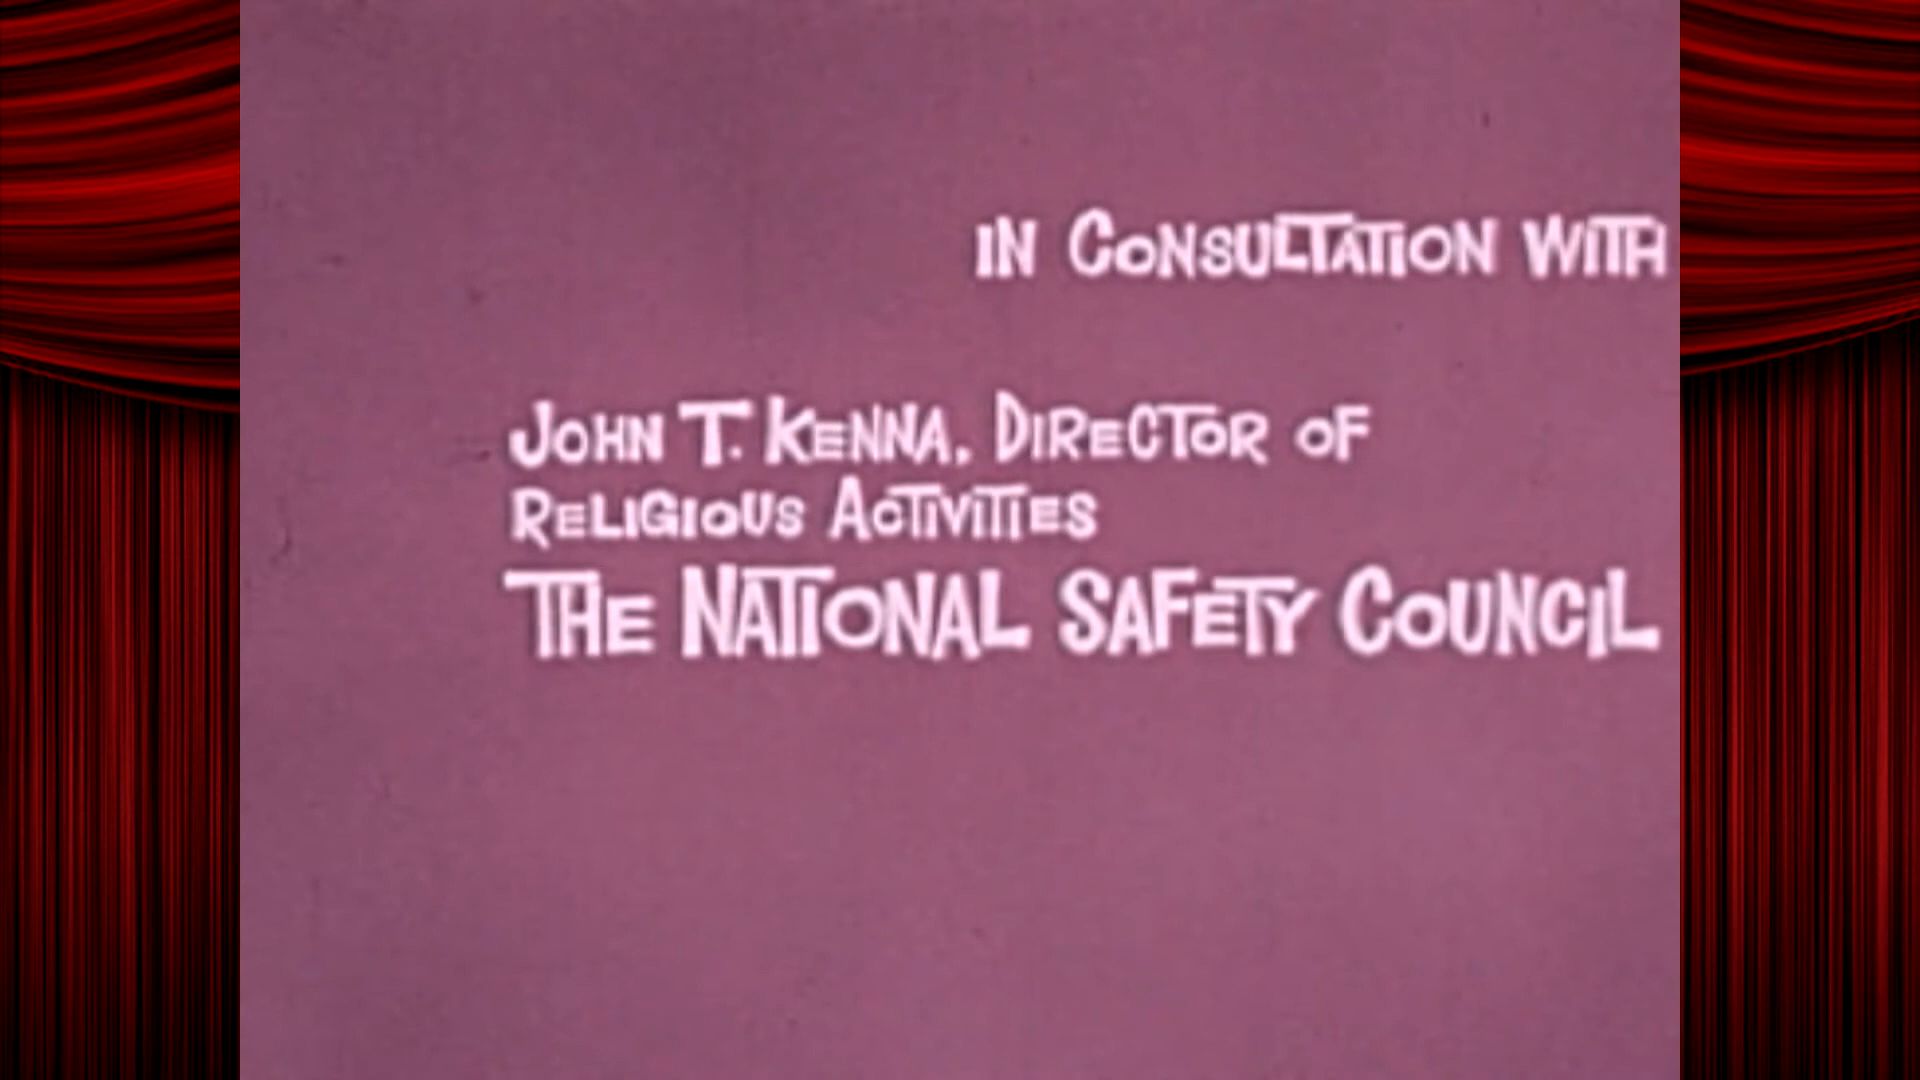 IN CONSULTATION WITH
JOHN T. KENNA, DIRECTOR OF
RELIGIOUS ACTIVITIES
THE NATIONAL SAFETY COUNCIL